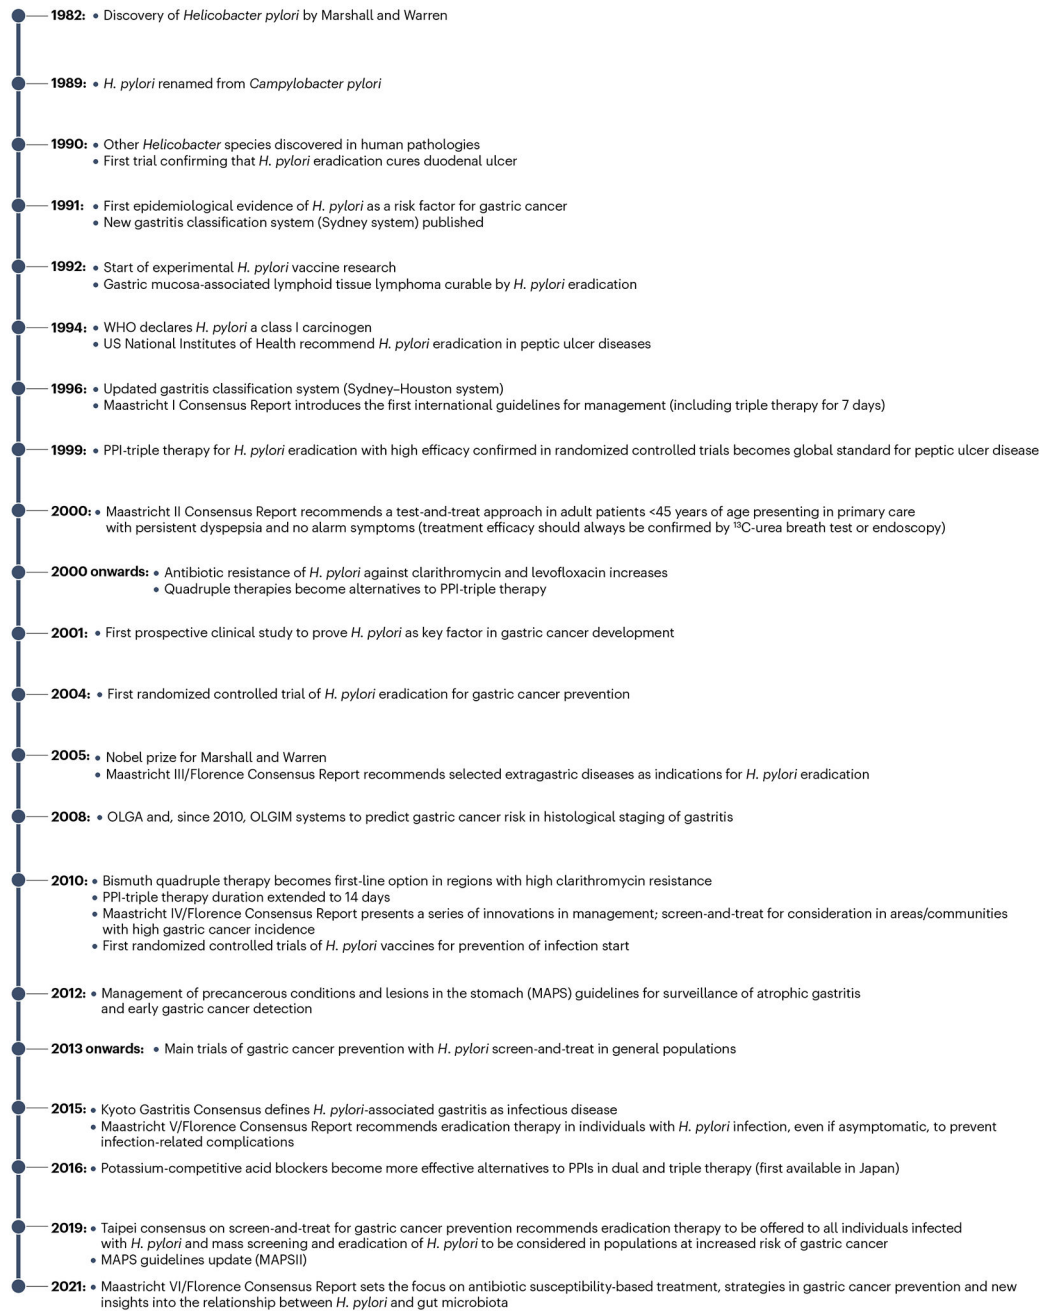 1982: • Discovery of Helicobacter pylori by Marshall and Warren
1989: • H. pylori renamed from Campylobacter pylori
1990: • Other Helicobacter species discovered in human pathologies
• First trial confirming that H. pylori eradication cures duodenal ulcer
1991: • First epidemiological evidence of H. pylori as a risk factor for gastric cancer
• New gastritis classification system (Sydney system) published
1992: • Start of experimental H. pylori vaccine research
• Gastric mucosa-associated lymphoid tissue lymphoma curable by H. pylori eradication
1994: • WHO declares H. pylori a class I carcinogen
• US National Institutes of Health recommend H. pylori eradication in peptic ulcer diseases
1996: • Updated gastritis classification system (Sydney–Houston system)
• Maastricht I Consensus Report introduces the first international guidelines for management (including triple therapy for 7 days)
1999: • PPI-triple therapy for H. pylori eradication with high efficacy confirmed in randomized controlled trials becomes global standard for peptic ulcer disease
2000: • Maastricht II Consensus Report recommends a test-and-treat approach in adult patients <45 years of age presenting in primary care
with persistent dyspepsia and no alarm symptoms (treatment efficacy should always be confirmed by ¹³C-urea breath test or endoscopy)
2000 onwards: • Antibiotic resistance of H. pylori against clarithromycin and levofloxacin increases
• Quadruple therapies become alternatives to PPI-triple therapy
2001: • First prospective clinical study to prove H. pylori as key factor in gastric cancer development
2004: • First randomized controlled trial of H. pylori eradication for gastric cancer prevention
2005: • Nobel prize for Marshall and Warren
• Maastricht III/Florence Consensus Report recommends selected extragastric diseases as indications for H. pylori eradication
2008: • OLGA and, since 2010, OLGIM systems to predict gastric cancer risk in histological staging of gastritis
2010: • Bismuth quadruple therapy becomes first-line option in regions with high clarithromycin resistance
• PPI-triple therapy duration extended to 14 days
• Maastricht IV/Florence Consensus Report presents a series of innovations in management; screen-and-treat for consideration in areas/communities
with high gastric cancer incidence
• First randomized controlled trials of H. pylori vaccines for prevention of infection start
2012: • Management of precancerous conditions and lesions in the stomach (MAPS) guidelines for surveillance of atrophic gastritis
and early gastric cancer detection
2013 onwards: • Main trials of gastric cancer prevention with H. pylori screen-and-treat in general populations
2015: • Kyoto Gastritis Consensus defines H. pylori-associated gastritis as infectious disease
• Maastricht V/Florence Consensus Report recommends eradication therapy in individuals with H. pylori infection, even if asymptomatic, to prevent
infection-related complications
2016: • Potassium-competitive acid blockers become more effective alternatives to PPIs in dual and triple therapy (first available in Japan)
2019: • Taipei consensus on screen-and-treat for gastric cancer prevention recommends eradication therapy to be offered to all individuals infected
with H. pylori and mass screening and eradication of H. pylori to be considered in populations at increased risk of gastric cancer
• MAPS guidelines update (MAPSII)
2021: • Maastricht VI/Florence Consensus Report sets the focus on antibiotic susceptibility-based treatment, strategies in gastric cancer prevention and new
insights into the relationship between H. pylori and gut microbiota